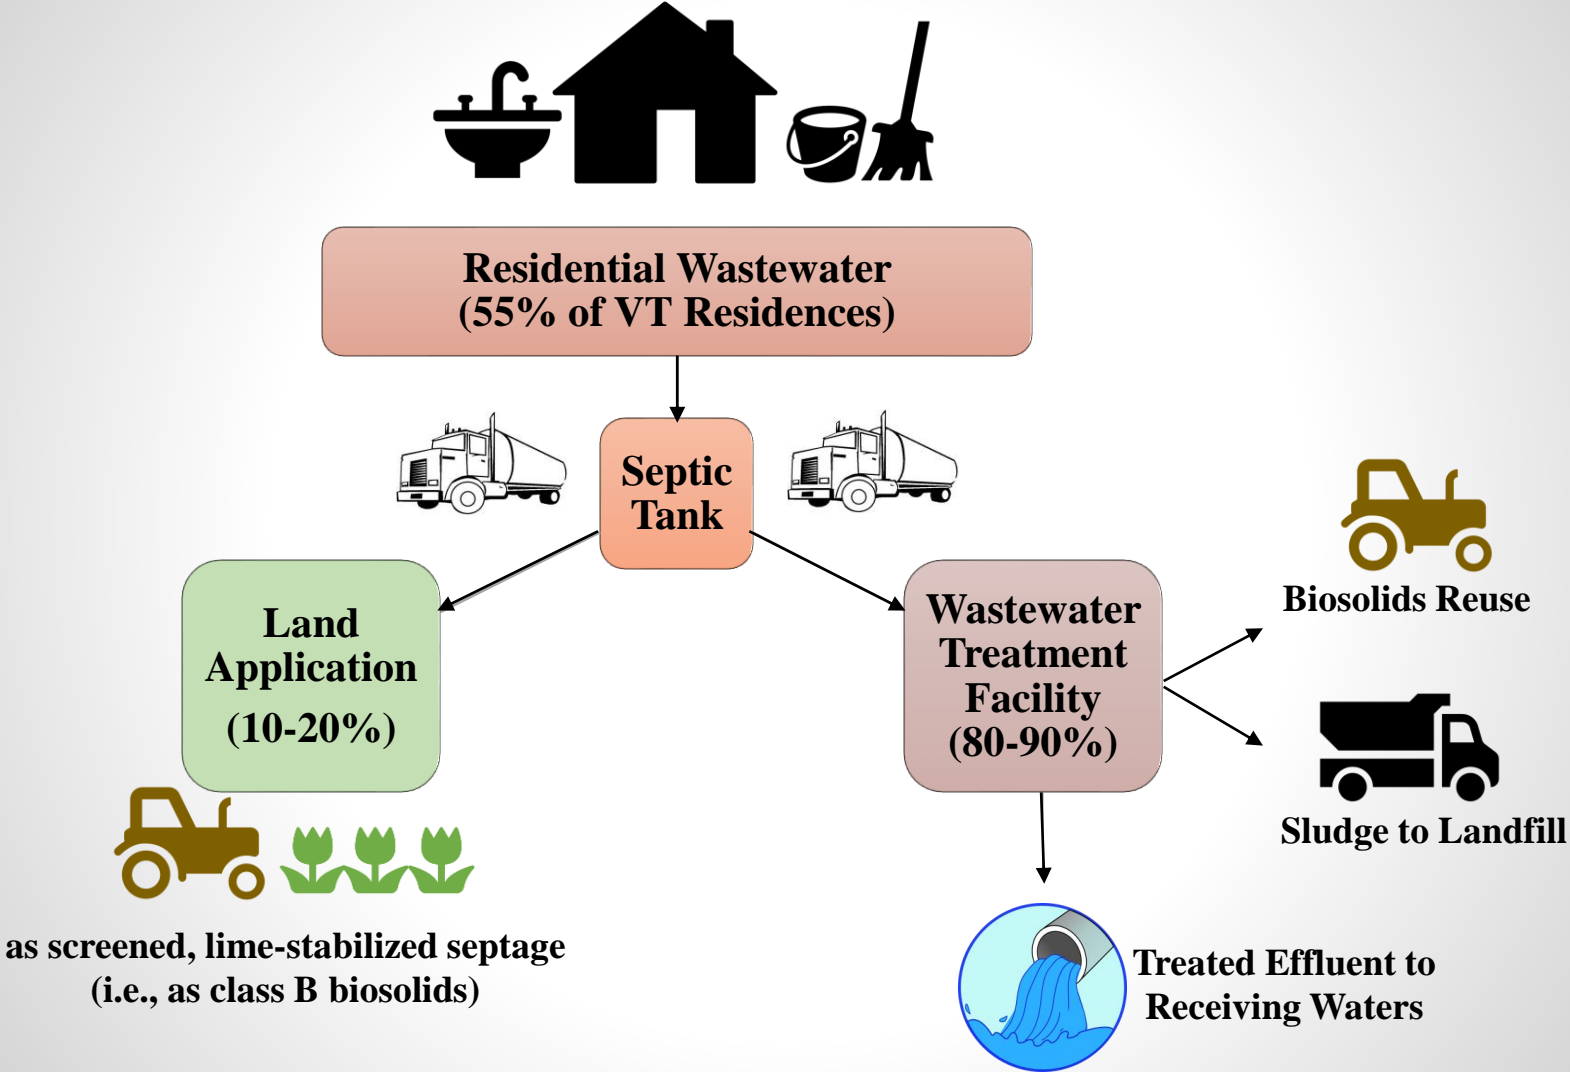 Residential Wastewater
(55% of VT Residences)
Septic
Tank
Land
Application
(10-20%)
Wastewater
Treatment
Facility
(80-90%)
Biosolids Reuse
Sludge to Landfill
as screened, lime-stabilized septage
(i.e., as class B biosolids)
Treated Effluent to
Receiving Waters